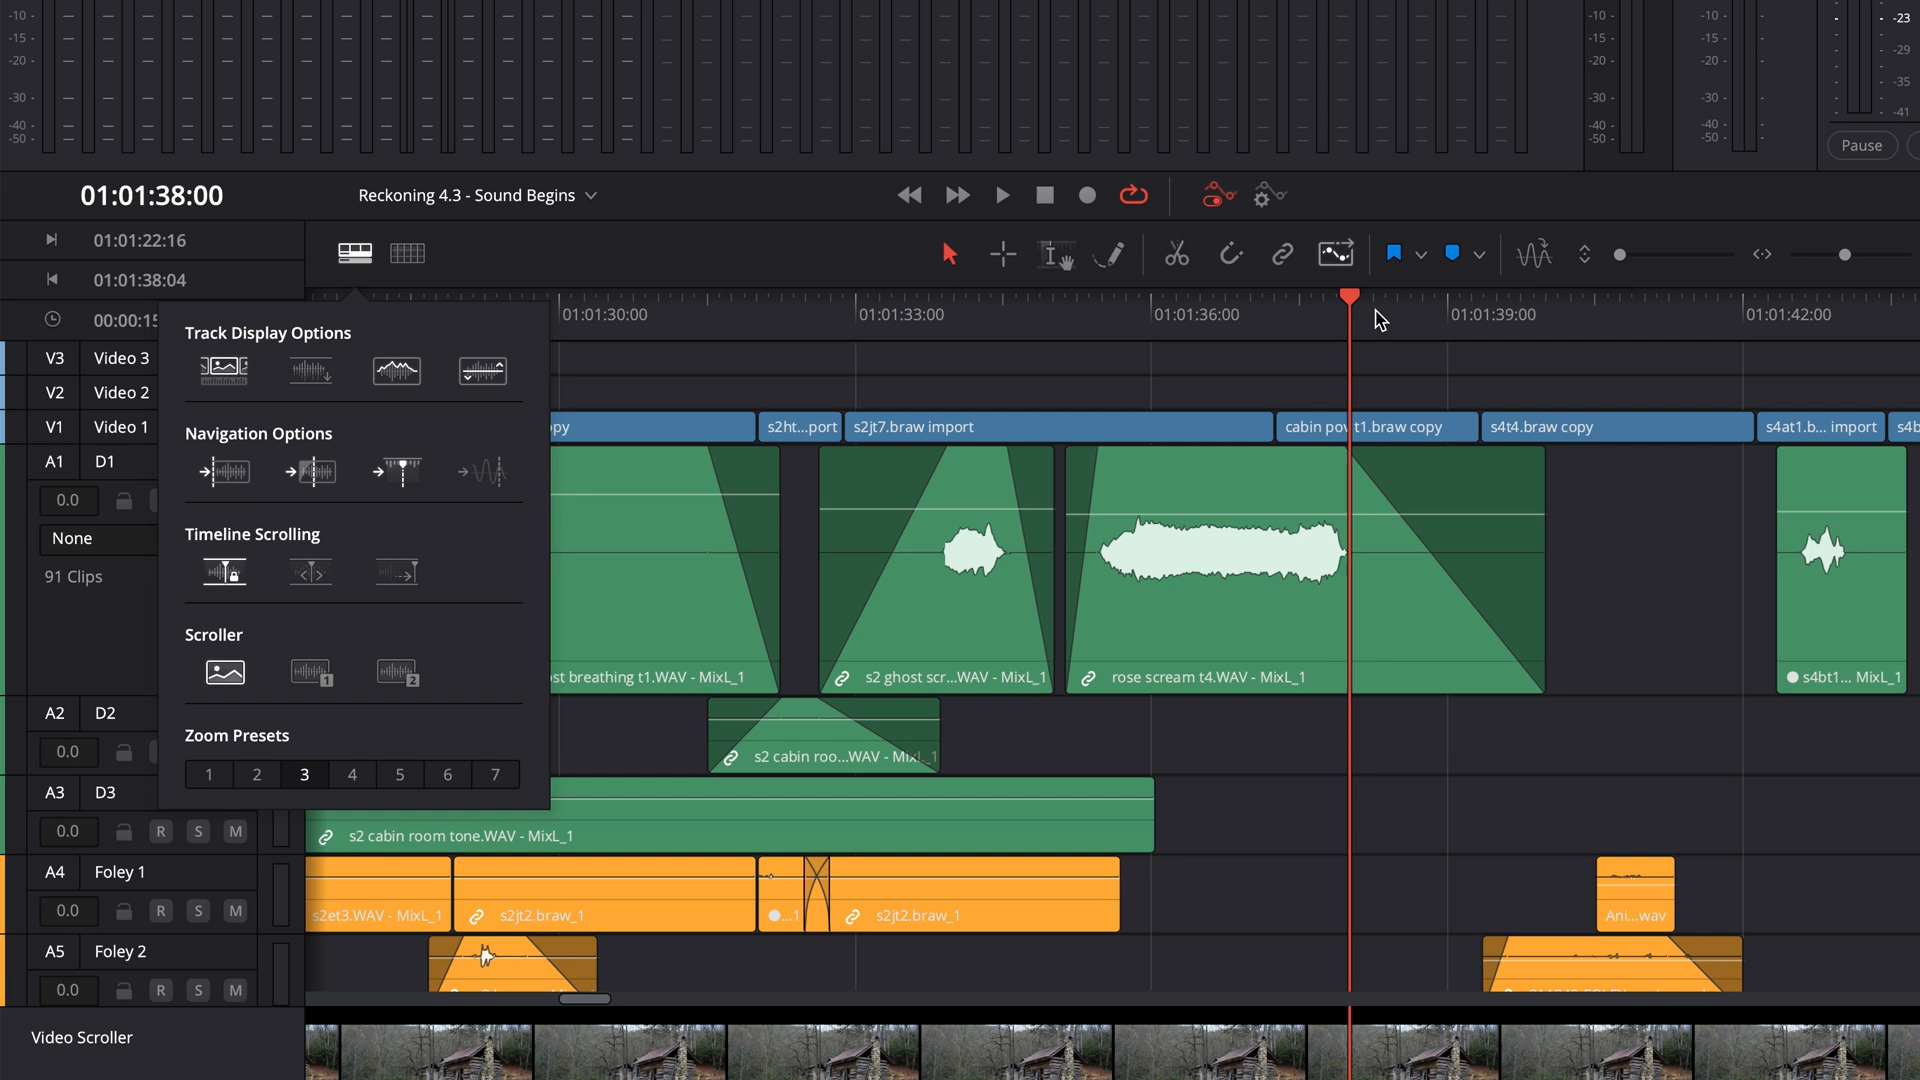 -10 -
-15 -
-20 -
-30 -
-40 -
-50 -
-10 -
-15 -
-20 -
-30 -
-40 -
-50 -
-10 -
-15 -
-20 -
-30 -
-40 -
-50 -
-23
-29
-35
-41
Pause
01:01:38:00
Reckoning 4.3 - Sound Begins
01:01:22:16
01:01:38:04
01:01:30:00
01:01:33:00
01:01:36:00
01:01:39:00
01:01:42:00
Track Display Options
Navigation Options
Timeline Scrolling
Scroller
1
2
Zoom Presets
1 2 3 4 5 6 7
V3 Video 3
V2 Video 2
V1 Video 1
s2ht...port
s2jt7.braw import
cabin pov t1.braw copy
s4t4.braw copy
s4at1.b... import
A1 D1
0.0
None
91 Clips
breathing t1.WAV - MixL_1
s2 ghost scr...WAV - MixL_1
rose scream t4.WAV - MixL_1
s4bt1... MixL_1
A2 D2
0.0
s2 cabin roo...WAV - MixL_1
A3 D3
0.0 R S M
s2 cabin room tone.WAV - MixL_1
A4 Foley 1
0.0 R S M
s2et3.WAV - MixL_1
s2jt2.braw_1
...1
s2jt2.braw_1
Ani...wav
A5 Foley 2
0.0 R S M
Video Scroller